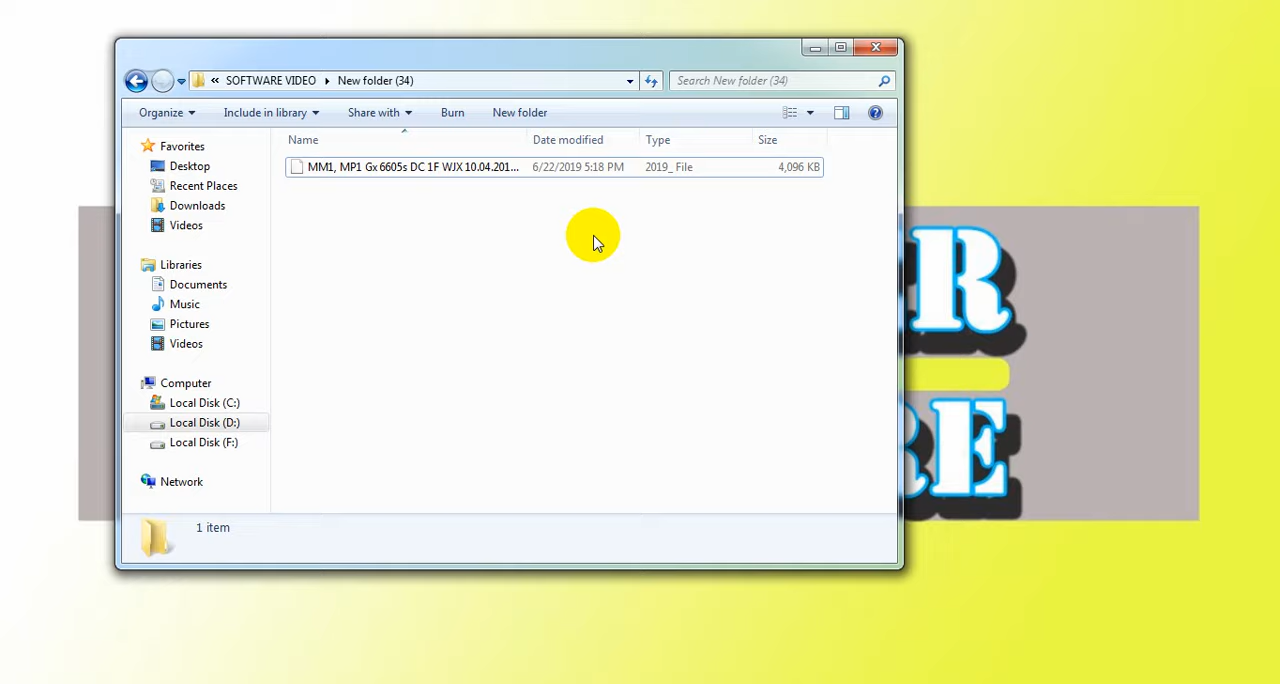 « SOFTWARE VIDEO ▸ New folder (34)
Search New folder (34)
Organize
Include in library
Share with
Burn
New folder
Name
Date modified
Type
Size
MM1, MP1 Gx 6605s DC 1F WJX 10.04.201...
6/22/2019 5:18 PM
2019_ File
4,096 KB
Favorites
Desktop
Recent Places
Downloads
Videos
Libraries
Documents
Music
Pictures
Videos
Computer
Local Disk (C:)
Local Disk (D:)
Local Disk (F:)
Network
1 item
R
RE